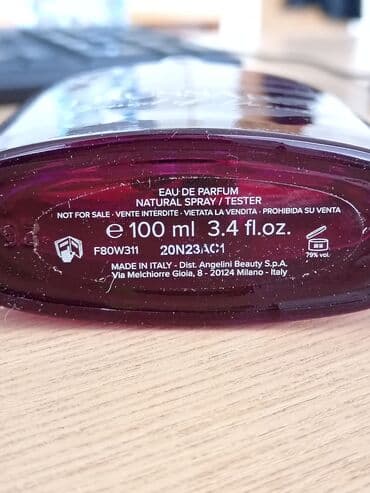 EAU DE PARFUM
NATURAL SPRAY / TESTER
NOT FOR SALE - VENTE INTERDITE - VIETATA LA VENDITA - PROHIBIDA SU VENTA
℮ 100 ml 3.4 fl.oz.
F80W311 20N23AC1
79% vol.
MADE IN ITALY - Dist. Angelini Beauty S.p.A.
Via Melchiorre Gioia, 8 - 20124 Milano - Italy